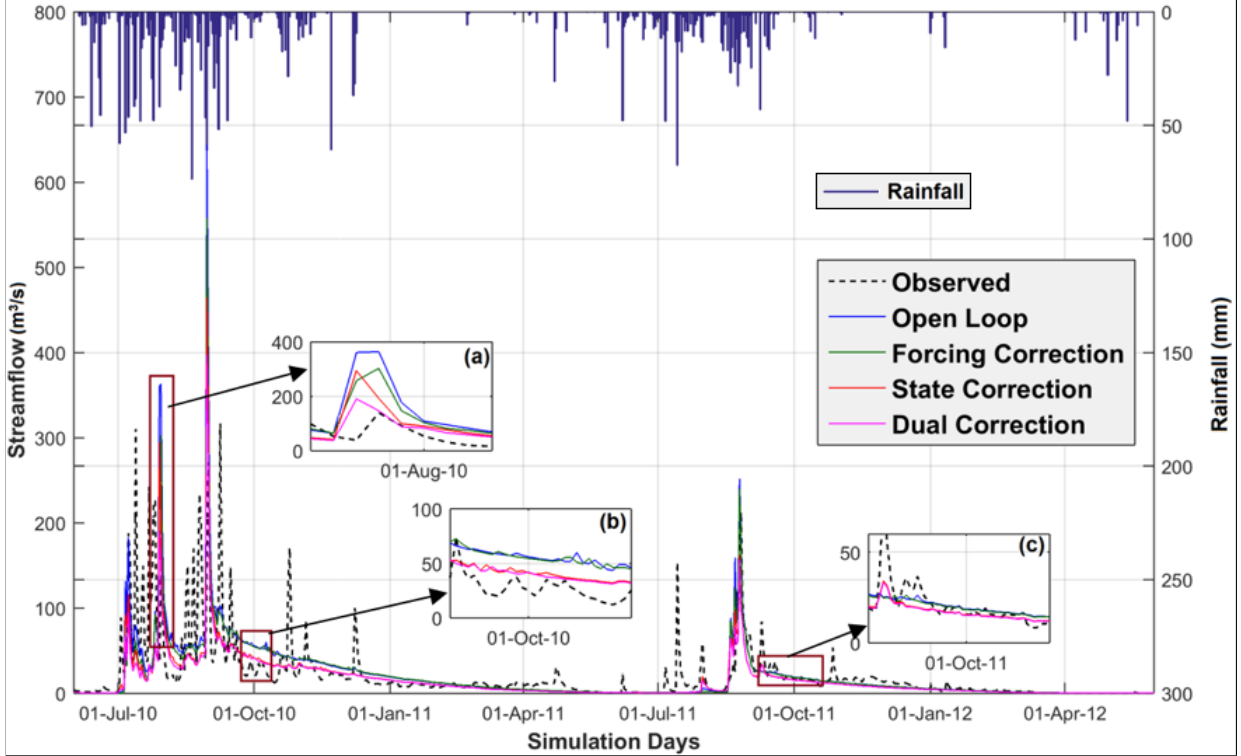 800
700
600
500
400
300
200
100
0
Streamflow (m³/s)
0
50
100
150
200
250
300
Rainfall (mm)
Rainfall
Observed
Open Loop
Forcing Correction
State Correction
Dual Correction
400
200
0
(a)
01-Aug-10
100
50
0
(b)
01-Oct-10
50
0
(c)
01-Oct-11
01-Jul-10
01-Oct-10
01-Jan-11
01-Apr-11
01-Jul-11
01-Oct-11
01-Jan-12
01-Apr-12
Simulation Days